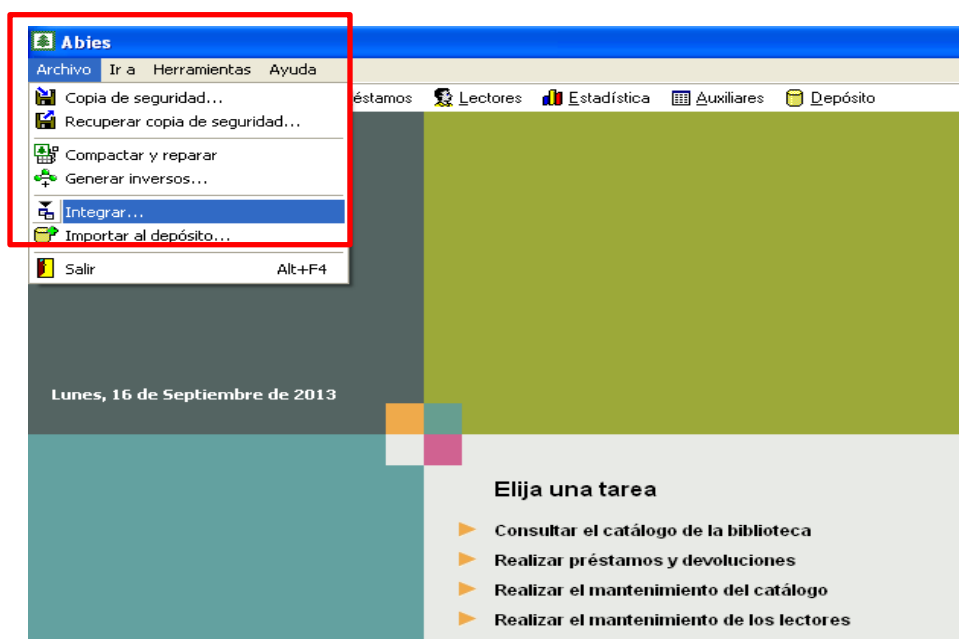 Abies
Archivo Ir a Herramientas Ayuda
Copia de seguridad...
éstamos Lectores Estadística Auxiliares Depósito
Recuperar copia de seguridad...
Compactar y reparar
Generar inversos...
Integrar...
Importar al depósito...
Salir Alt+F4
Lunes, 16 de Septiembre de 2013
Elija una tarea
Consultar el catálogo de la biblioteca
Realizar préstamos y devoluciones
Realizar el mantenimiento del catálogo
Realizar el mantenimiento de los lectores